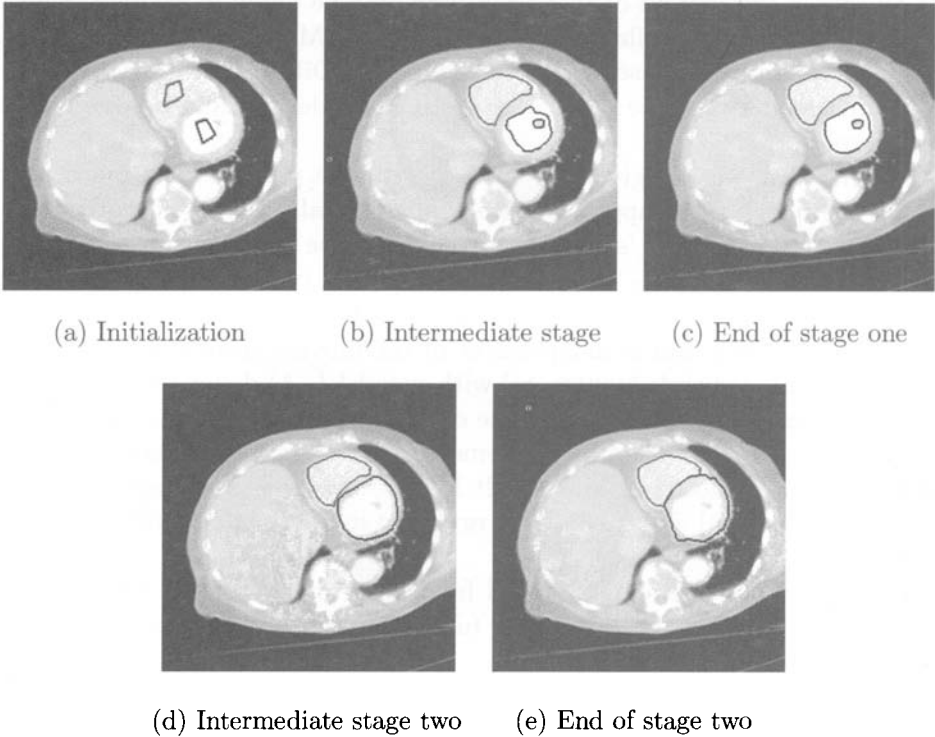 (a) Initialization
(b) Intermediate stage
(c) End of stage one
(d) Intermediate stage two
(e) End of stage two